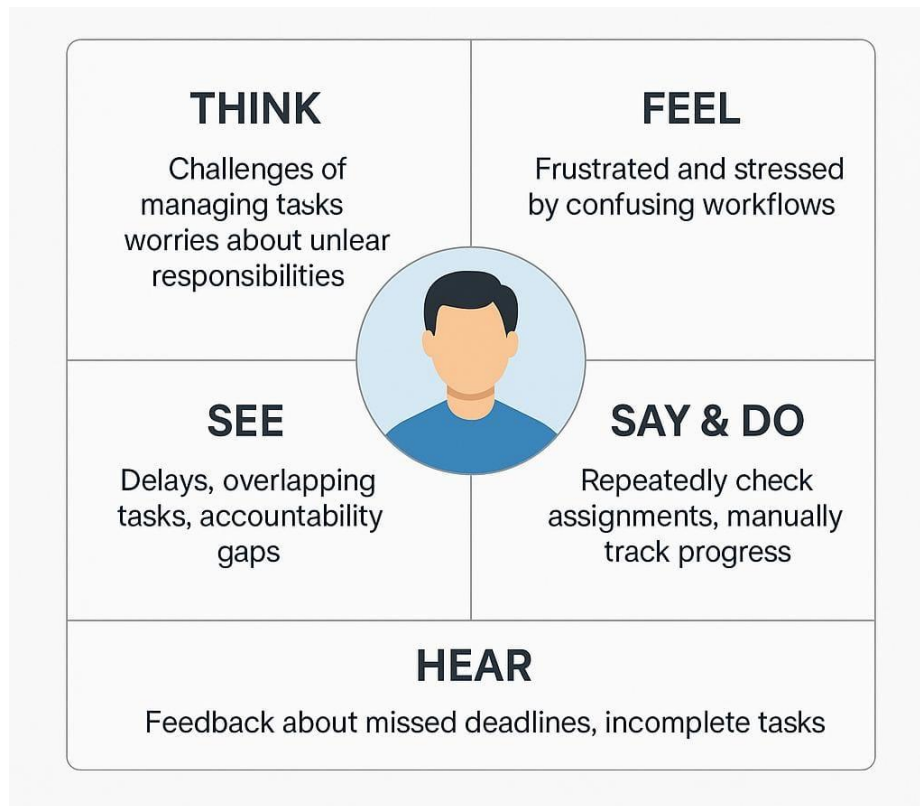 THINK
Challenges of
managing tasks
worries about unlear
responsibilities
FEEL
Frustrated and stressed
by confusing workflows
SEE
Delays, overlapping
tasks, accountability
gaps
SAY & DO
Repeatedly check
assignments, manually
track progress
HEAR
Feedback about missed deadlines, incomplete tasks